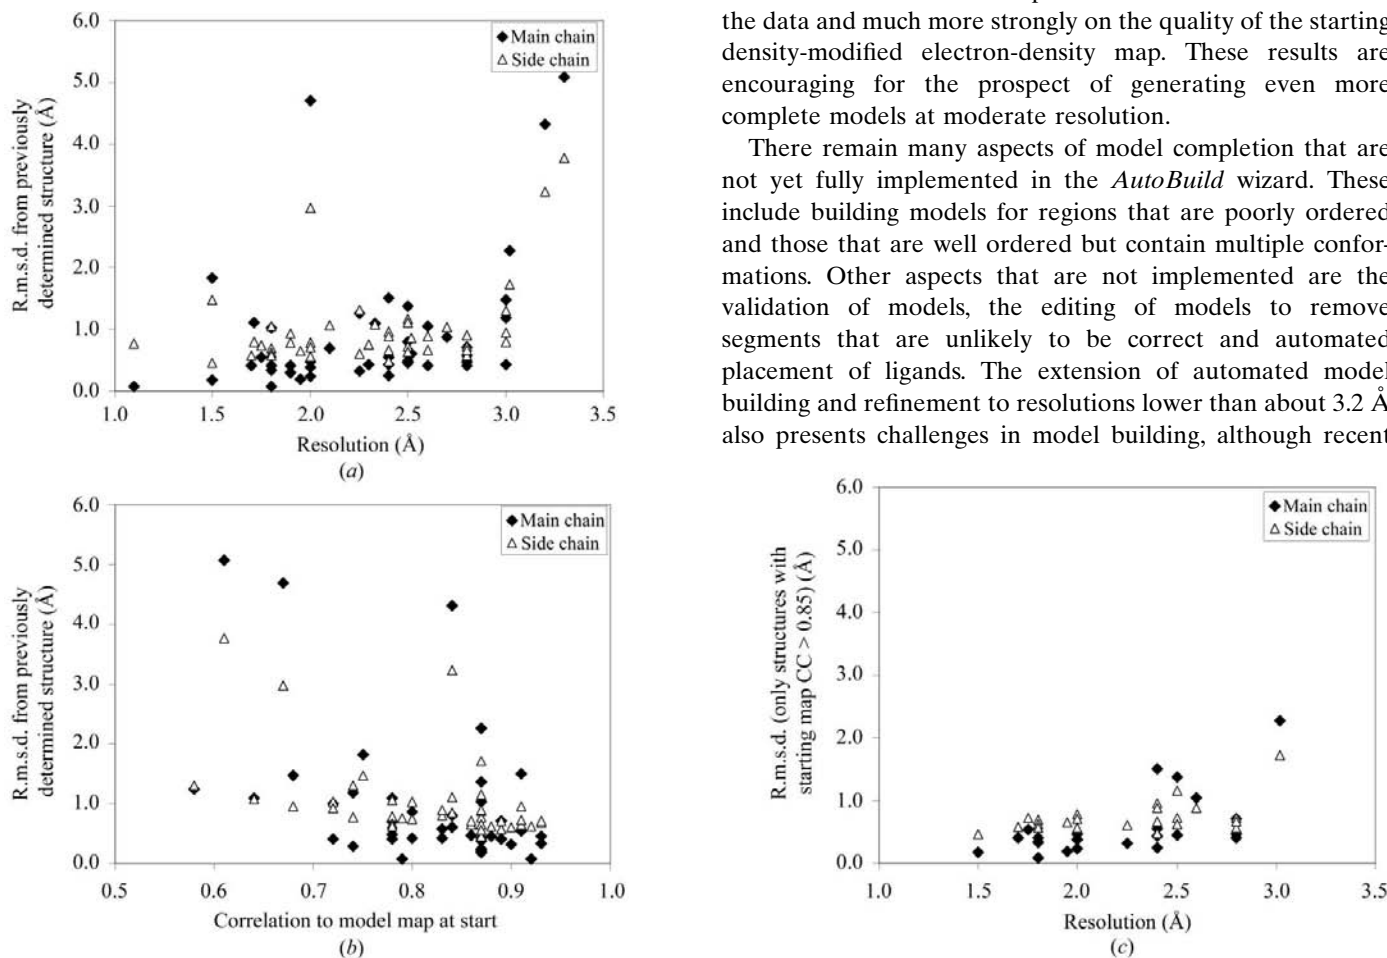 6.0
5.0
4.0
3.0
2.0
1.0
0.0
R.m.s.d. from previously
determined structure (Å)
Main chain
Side chain
1.0 1.5 2.0 2.5 3.0 3.5
Resolution (Å)
(a)
6.0
5.0
4.0
3.0
2.0
1.0
0.0
R.m.s.d. from previously
determined structure (Å)
Main chain
Side chain
0.5 0.6 0.7 0.8 0.9 1.0
Correlation to model map at start
(b)
the data and much more strongly on the quality of the starting
density-modified electron-density map. These results are
encouraging for the prospect of generating even more
complete models at moderate resolution.
There remain many aspects of model completion that are
not yet fully implemented in the AutoBuild wizard. These
include building models for regions that are poorly ordered
and those that are well ordered but contain multiple confor-
mations. Other aspects that are not implemented are the
validation of models, the editing of models to remove
segments that are unlikely to be correct and automated
placement of ligands. The extension of automated model
building and refinement to resolutions lower than about 3.2 Å
also presents challenges in model building, although recent
6.0
5.0
4.0
3.0
2.0
1.0
0.0
R.m.s.d. (only structures with
starting map CC > 0.85) (Å)
Main chain
Side chain
1.0 1.5 2.0 2.5 3.0 3.5
Resolution (Å)
(c)